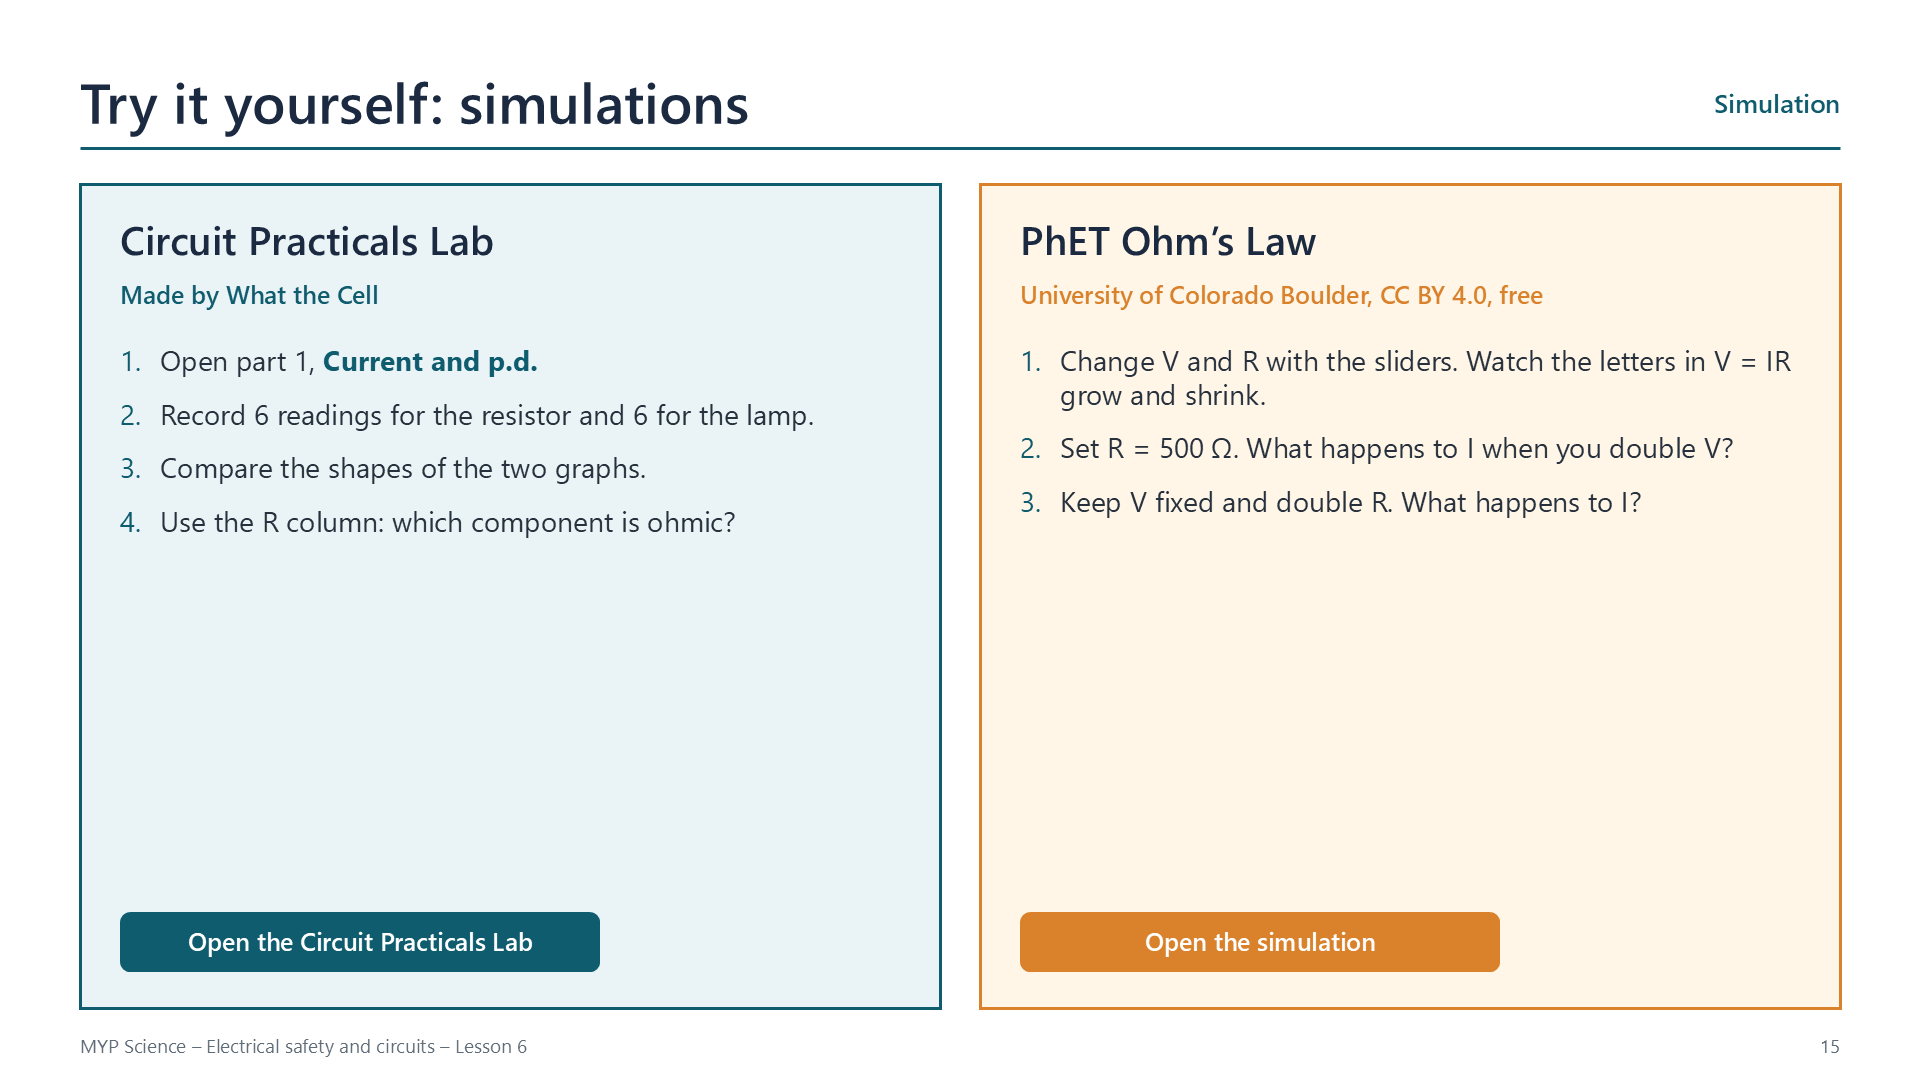 Try it yourself: simulations
Simulation
Circuit Practicals Lab
Made by What the Cell
1. Open part 1, Current and p.d.
2. Record 6 readings for the resistor and 6 for the lamp.
3. Compare the shapes of the two graphs.
4. Use the R column: which component is ohmic?
Open the Circuit Practicals Lab
PhET Ohm’s Law
University of Colorado Boulder, CC BY 4.0, free
1. Change V and R with the sliders. Watch the letters in V = IR
grow and shrink.
2. Set R = 500 Ω. What happens to I when you double V?
3. Keep V fixed and double R. What happens to I?
Open the simulation
MYP Science – Electrical safety and circuits – Lesson 6
15